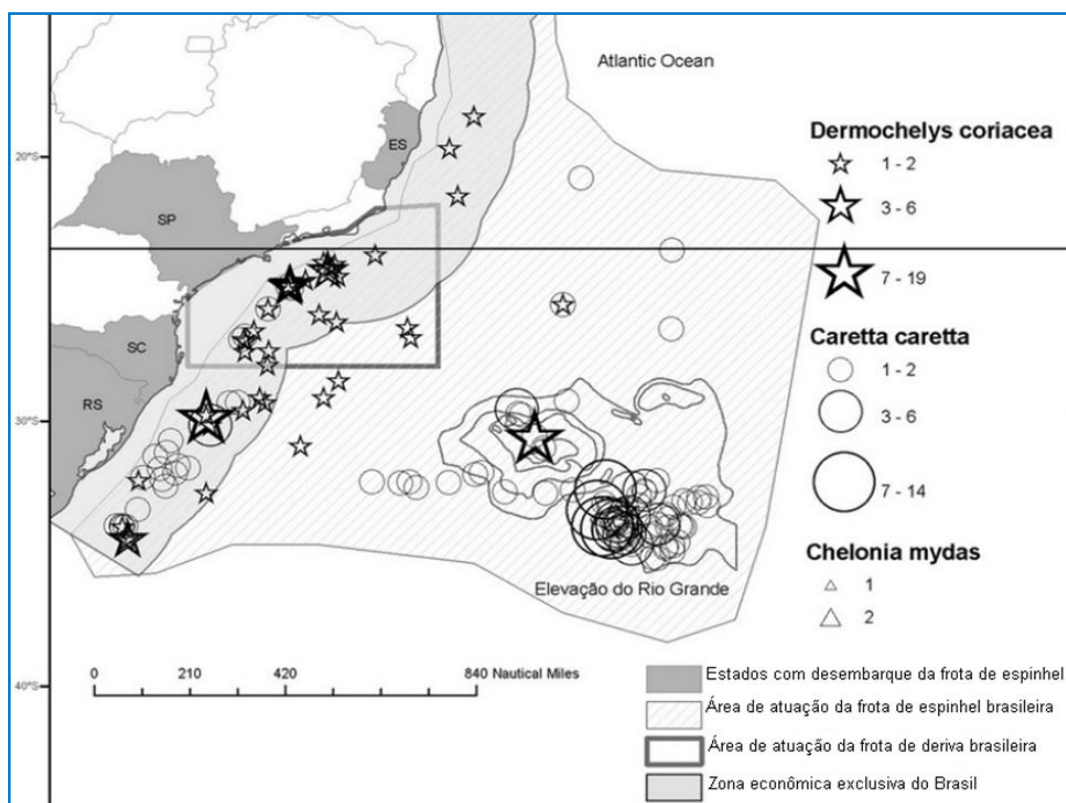 Atlantic Ocean
Dermochelys coriacea
20°S
ES
1 - 2
3 - 6
SP
7 - 19
Caretta caretta
SC
1 - 2
RS
30°S
3 - 6
7 - 14
Chelonia mydas
Elevação do Rio Grande
1
2
0 210 420 840 Nautical Miles
Estados com desembarque da frota de espinhel
40°S
Área de atuação da frota de espinhel brasileira
Área de atuação da frota de deriva brasileira
Zona econômica exclusiva do Brasil